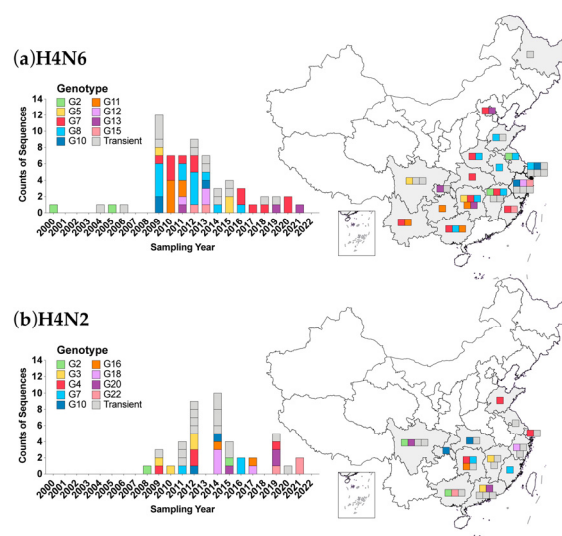 (a)H4N6
Genotype
G2 G11
G5 G12
G7 G13
G8 G15
G10 Transient
Counts of Sequences
14
12
10
8
6
4
2
0
2000 2001 2002 2003 2004 2005 2006 2007 2008 2009 2010 2011 2012 2013 2014 2015 2016 2017 2018 2019 2020 2021 2022
Sampling Year
(b)H4N2
Genotype
G2 G16
G3 G18
G4 G20
G7 G22
G10 Transient
Counts of Sequences
14
12
10
8
6
4
2
0
2000 2001 2002 2003 2004 2005 2006 2007 2008 2009 2010 2011 2012 2013 2014 2015 2016 2017 2018 2019 2020 2021 2022
Sampling Year